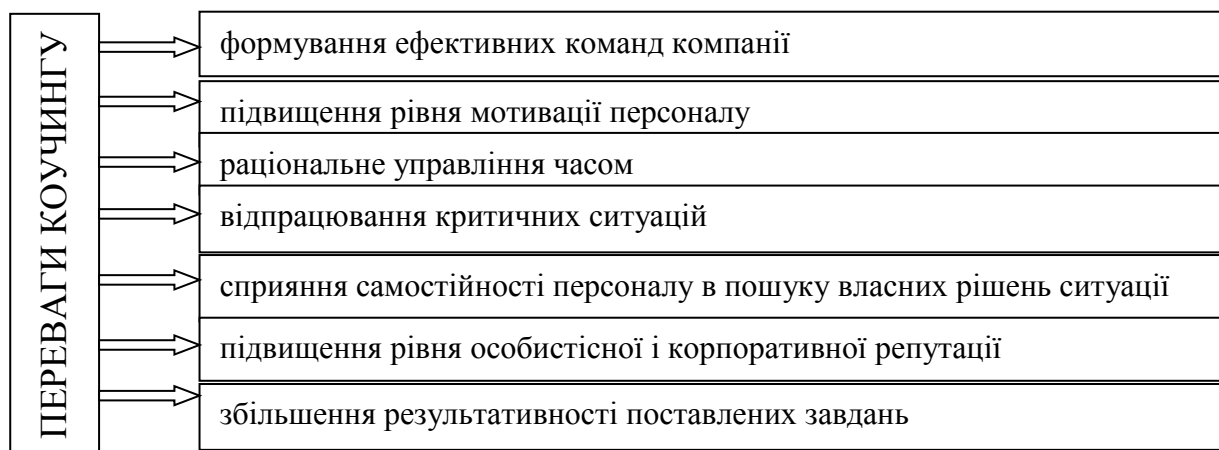 ПЕРЕВАГИ КОУЧИНГУ
формування ефективних команд компанії
підвищення рівня мотивації персоналу
раціональне управління часом
відпрацювання критичних ситуацій
сприяння самостійності персоналу в пошуку власних рішень ситуації
підвищення рівня особистісної і корпоративної репутації
збільшення результативності поставлених завдань